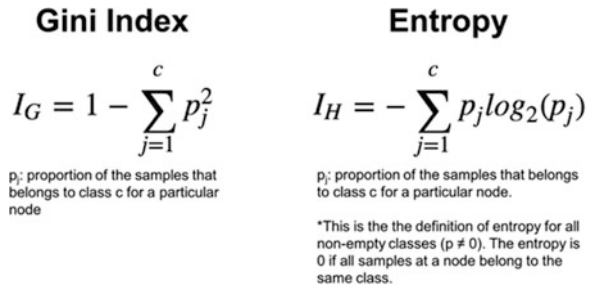 Gini Index
I_G = 1 − ∑_{j=1}^{c} p_j^2
p_j: proportion of the samples that
belongs to class c for a particular
node
Entropy
I_H = − ∑_{j=1}^{c} p_j log_2(p_j)
p_j: proportion of the samples that belongs
to class c for a particular node.
*This is the the definition of entropy for all
non-empty classes (p ≠ 0). The entropy is
0 if all samples at a node belong to the
same class.